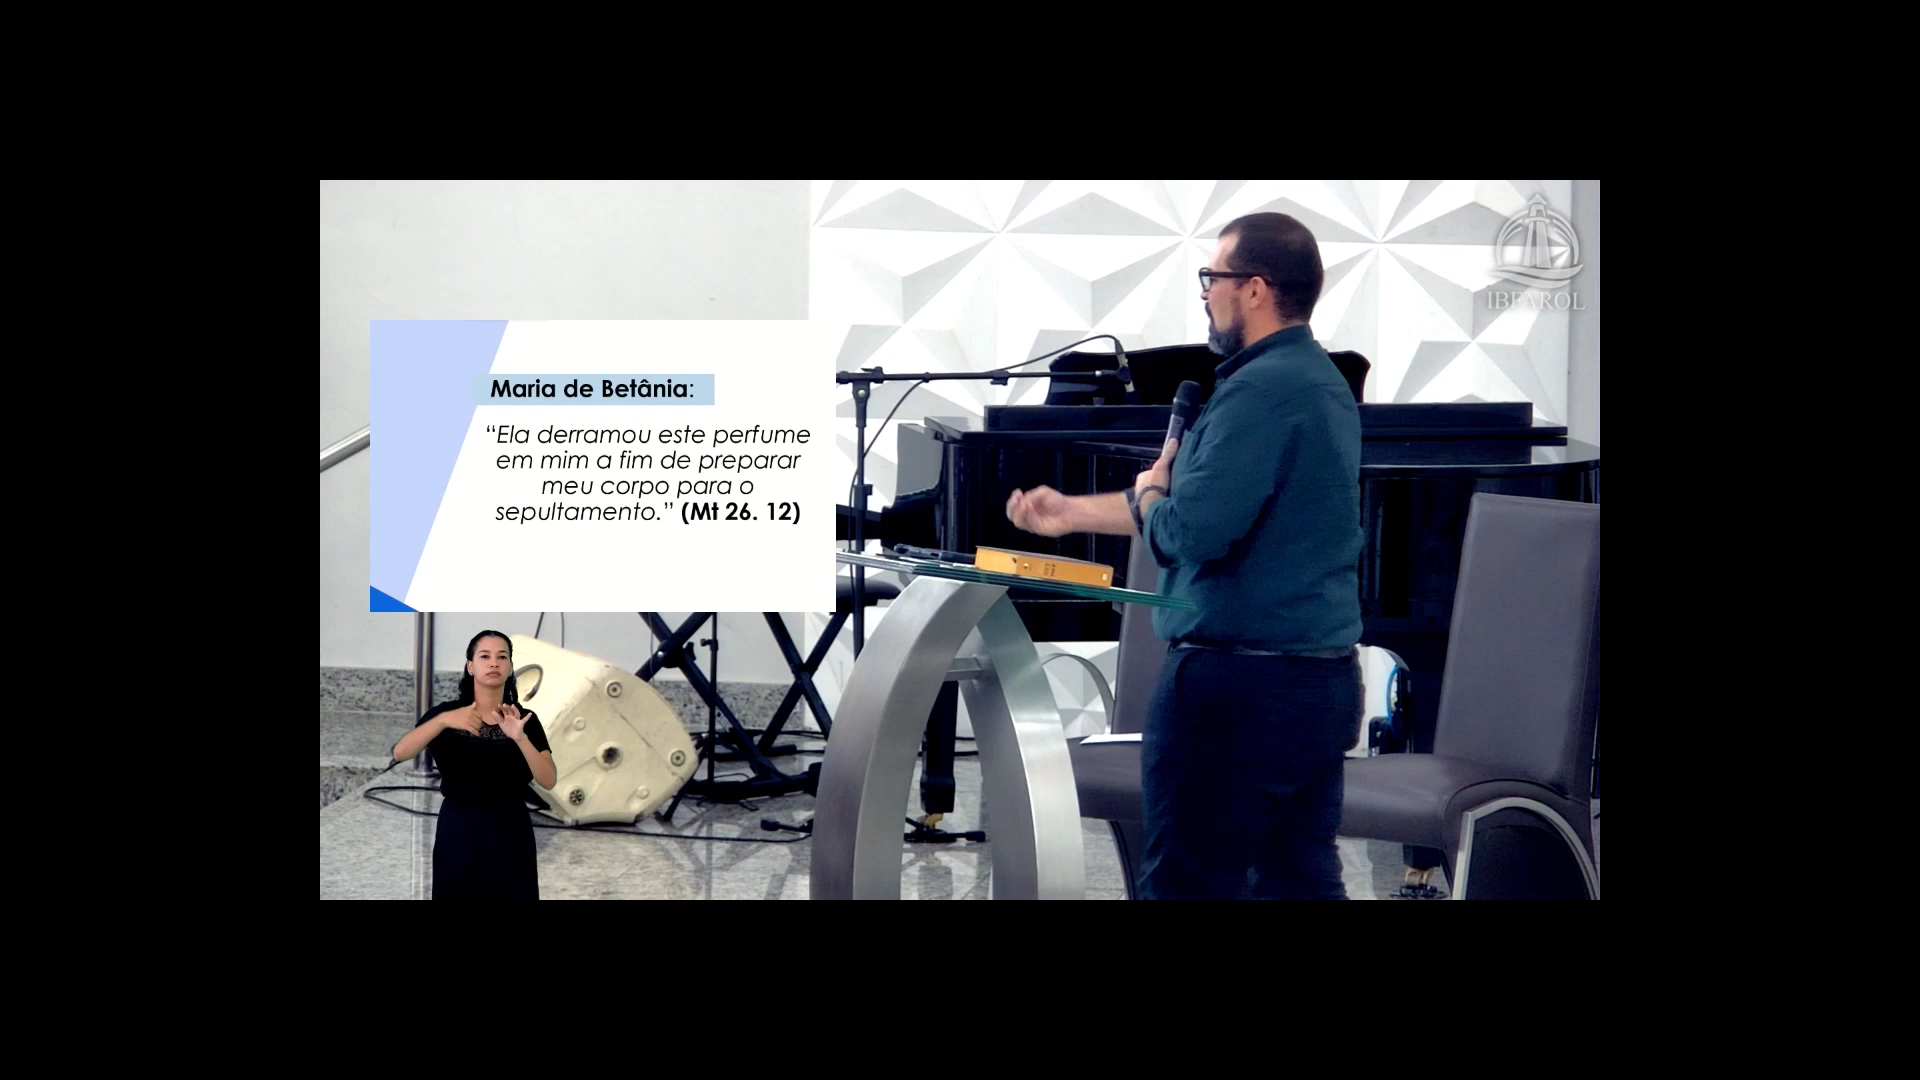 IBFAROL
Maria de Betânia:
“Ela derramou este perfume
em mim a fim de preparar
meu corpo para o
sepultamento.” (Mt 26. 12)